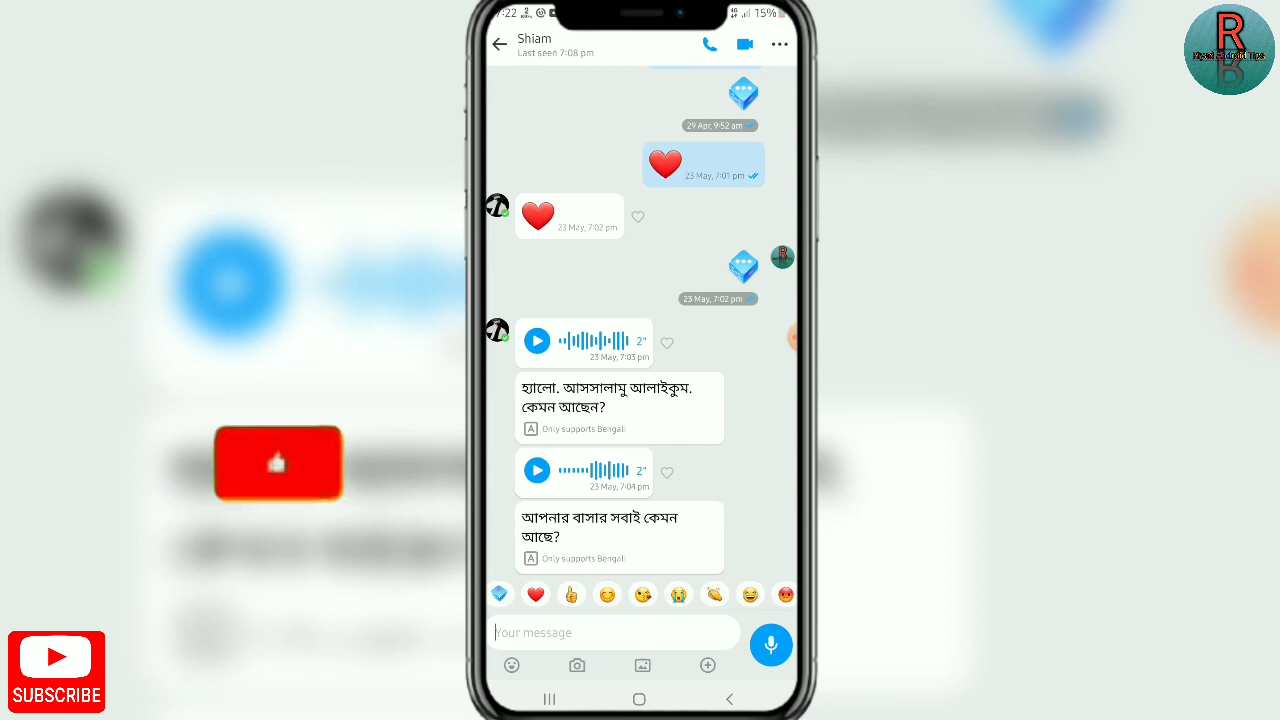 7:22
15%
R
Riyad Android Tips
Shiam
Last seen 7:08 pm
29 Apr, 9:52 am
23 May, 7:01 pm
23 May, 7:02 pm
R
23 May, 7:02 pm
2"
23 May, 7:03 pm
হ্যালো. আসসালামু আলাইকুম.
কেমন আছেন?
A Only supports Bengali
2"
23 May, 7:04 pm
আপনার বাসার সবাই কেমন
আছে?
A Only supports Bengali
Your message
SUBSCRIBE